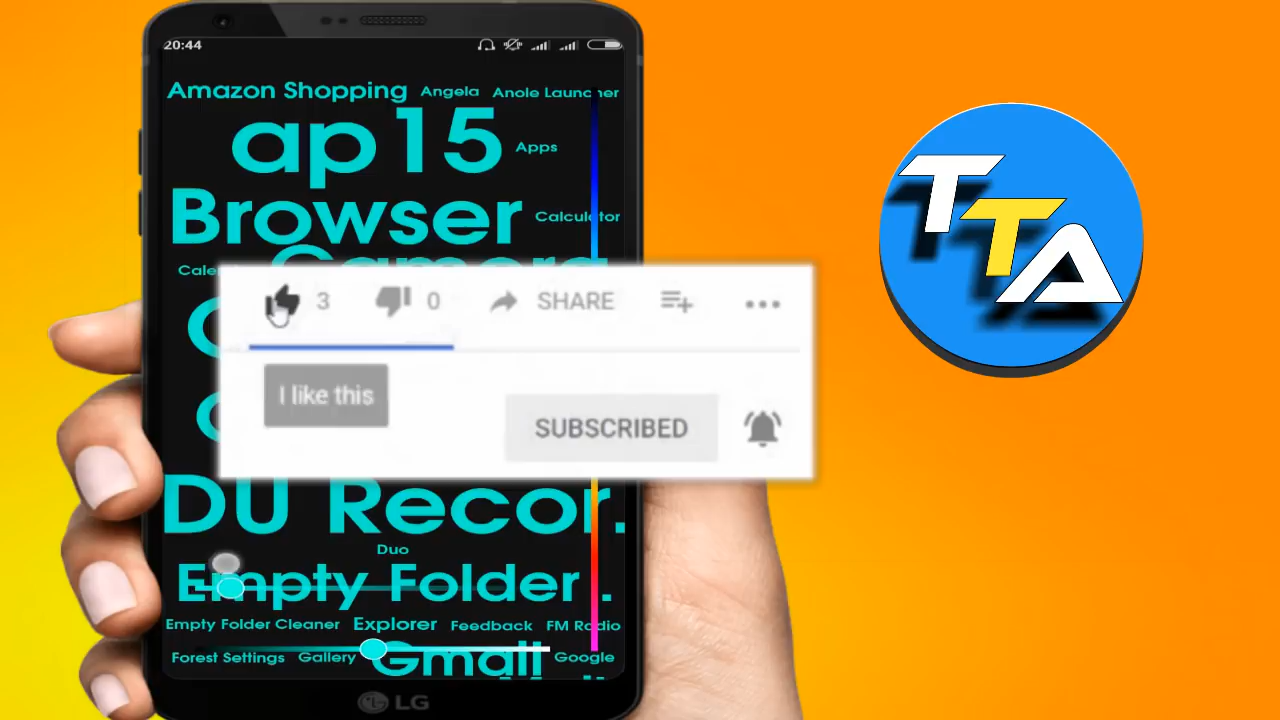 20:44
Amazon Shopping Angela Anole Launcher
ap15 Apps
Browser Calculator
Camera
3 0 SHARE
I like this
SUBSCRIBED
DU Recor.
Duo
Empty Folder .
Empty Folder Cleaner Explorer Feedback FM Radio
Forest Settings Gallery Gmail Google
LG
TTA